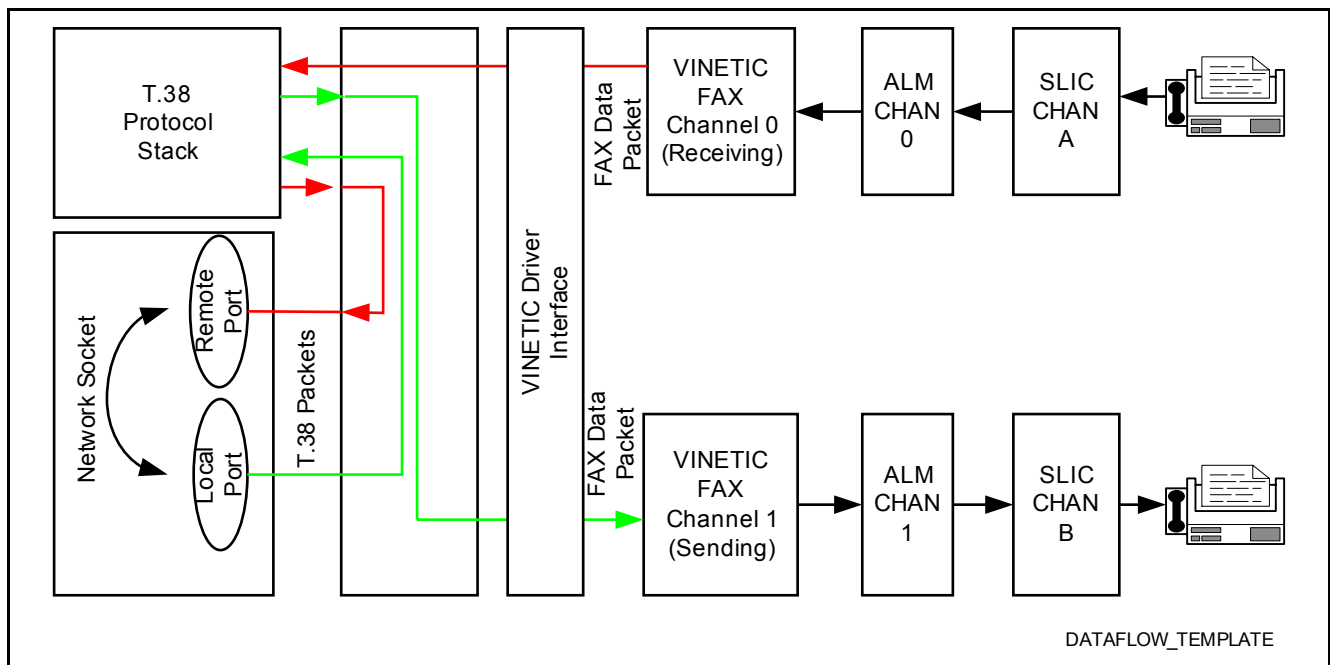 T.38
Protocol
Stack
Network Socket
Remote
Port
Local
Port
T.38 Packets
VINETIC Driver
Interface
FAX Data
Packet
VINETIC
FAX
Channel 0
(Receiving)
ALM
CHAN
0
SLIC
CHAN
A
FAX Data
Packet
VINETIC
FAX
Channel 1
(Sending)
ALM
CHAN
1
SLIC
CHAN
B
DATAFLOW_TEMPLATE